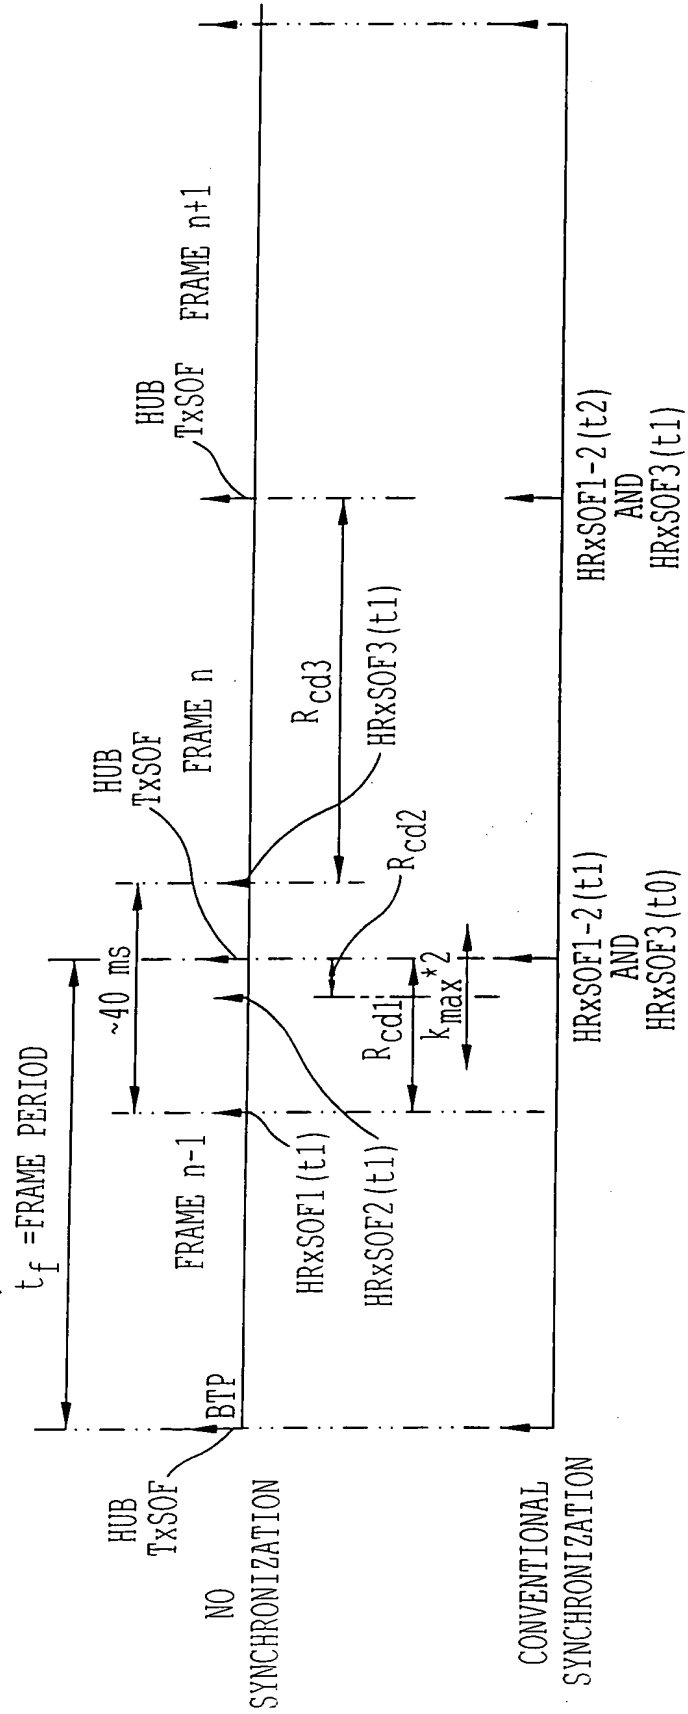 t_f =FRAME PERIOD
~40 ms
HUB
TxSOF
HUB
TxSOF
HUB
TxSOF
BTP
FRAME n-1
FRAME n
FRAME n+1
NO
SYNCHRONIZATION
HRxSOF1(t1)
HRxSOF2(t1)
HRxSOF3(t1)
R_cd1
R_cd2
R_cd3
k_max*2
CONVENTIONAL
SYNCHRONIZATION
HRxSOF1-2(t1)
AND
HRxSOF3(t0)
HRxSOF1-2(t2)
AND
HRxSOF3(t1)